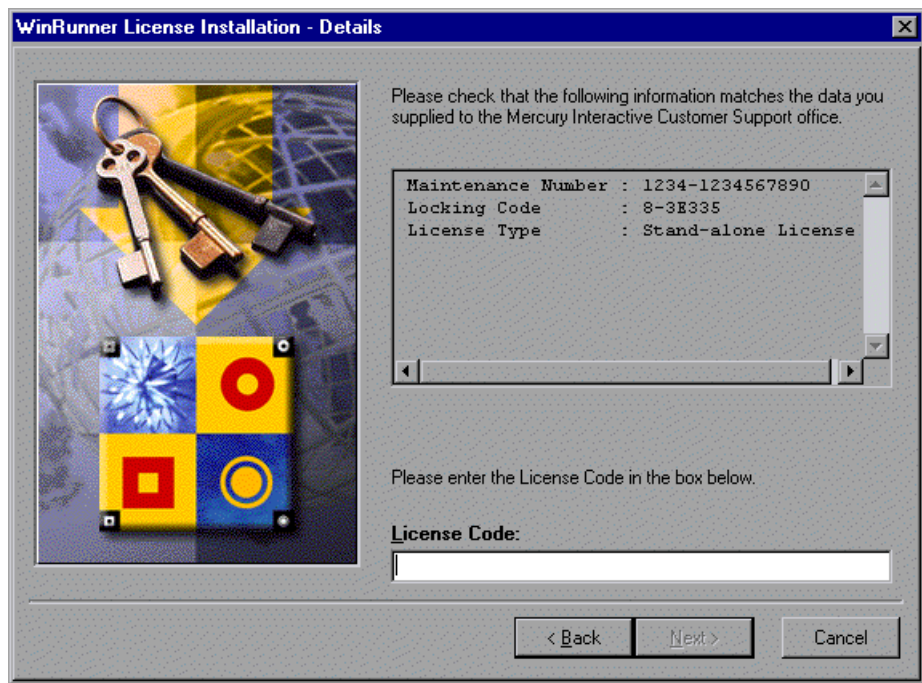 WinRunner License Installation - Details
Please check that the following information matches the data you
supplied to the Mercury Interactive Customer Support office.
Maintenance Number : 1234-1234567890
Locking Code : 8-3E335
License Type : Stand-alone License
Please enter the License Code in the box below.
License Code:
< Back
Next >
Cancel